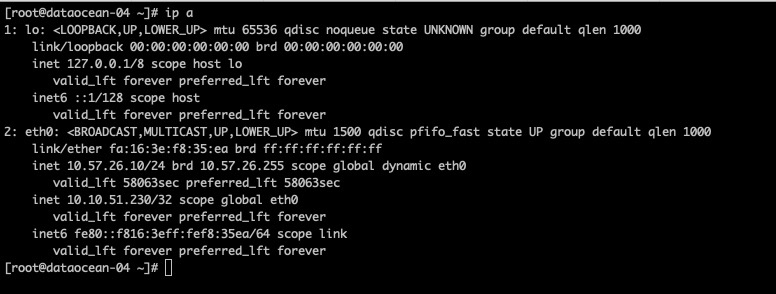 [root@dataocean-04 ~]# ip a
1: lo: <LOOPBACK,UP,LOWER_UP> mtu 65536 qdisc noqueue state UNKNOWN group default qlen 1000
    link/loopback 00:00:00:00:00:00 brd 00:00:00:00:00:00
    inet 127.0.0.1/8 scope host lo
       valid_lft forever preferred_lft forever
    inet6 ::1/128 scope host
       valid_lft forever preferred_lft forever
2: eth0: <BROADCAST,MULTICAST,UP,LOWER_UP> mtu 1500 qdisc pfifo_fast state UP group default qlen 1000
    link/ether fa:16:3e:f8:35:ea brd ff:ff:ff:ff:ff:ff
    inet 10.57.26.10/24 brd 10.57.26.255 scope global dynamic eth0
       valid_lft 58063sec preferred_lft 58063sec
    inet 10.10.51.230/32 scope global eth0
       valid_lft forever preferred_lft forever
    inet6 fe80::f816:3eff:fef8:35ea/64 scope link
       valid_lft forever preferred_lft forever
[root@dataocean-04 ~]#